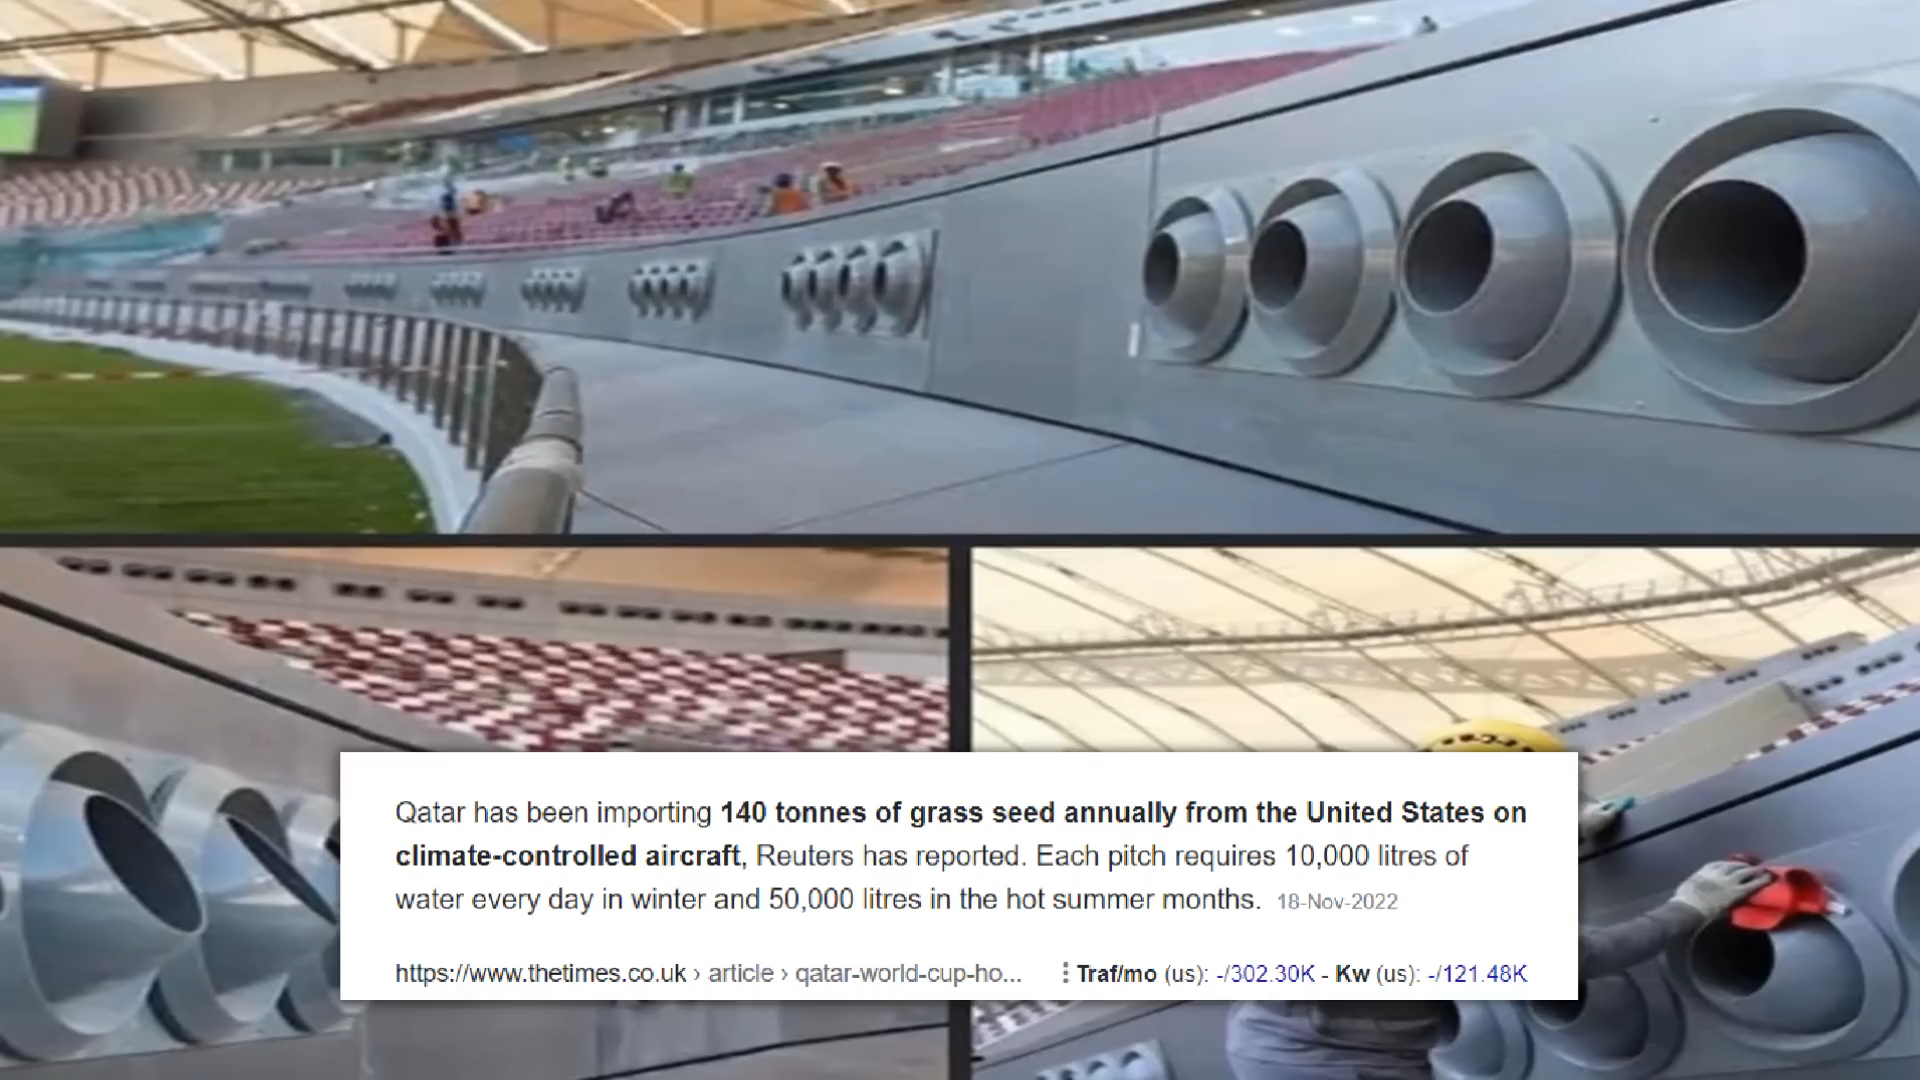 Qatar has been importing 140 tonnes of grass seed annually from the United States on
climate-controlled aircraft, Reuters has reported. Each pitch requires 10,000 litres of
water every day in winter and 50,000 litres in the hot summer months. 18-Nov-2022
https://www.thetimes.co.uk › article › qatar-world-cup-ho... ⋮ Traf/mo (us): -/302.30K - Kw (us): -/121.48K